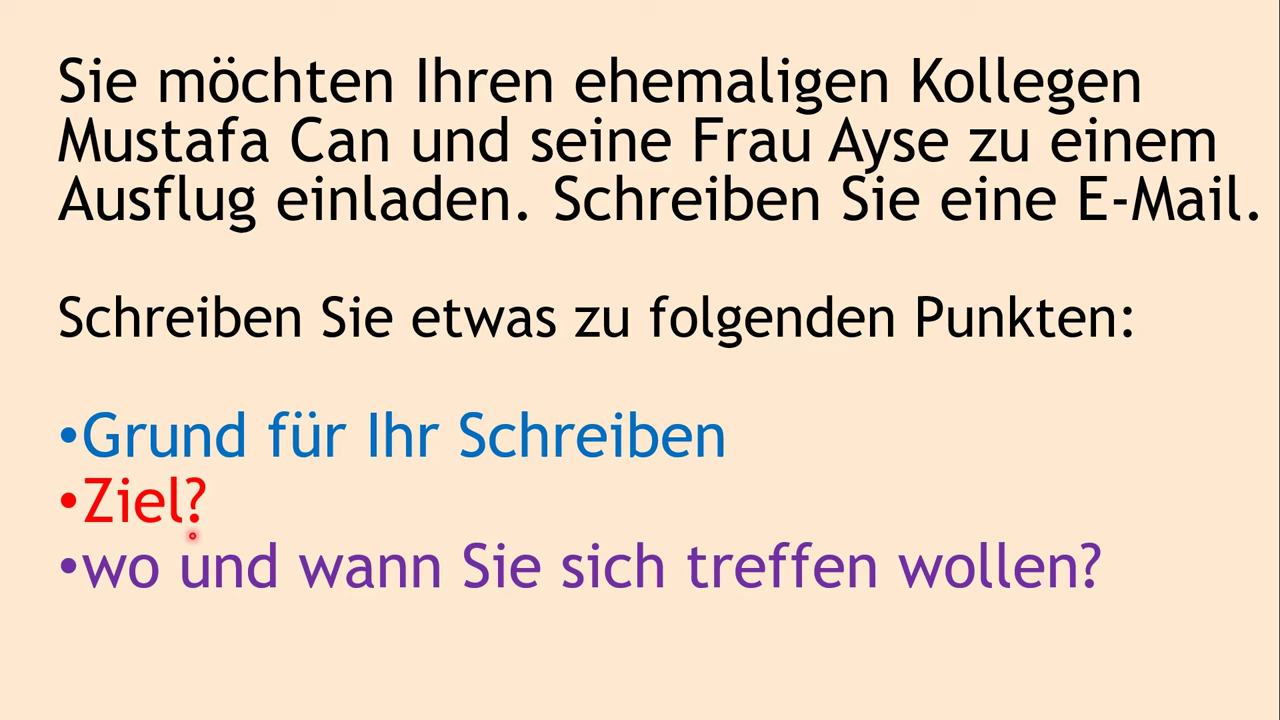 Sie möchten Ihren ehemaligen Kollegen
Mustafa Can und seine Frau Ayse zu einem
Ausflug einladen. Schreiben Sie eine E-Mail.
Schreiben Sie etwas zu folgenden Punkten:
•Grund für Ihr Schreiben
•Ziel?
•wo und wann Sie sich treffen wollen?